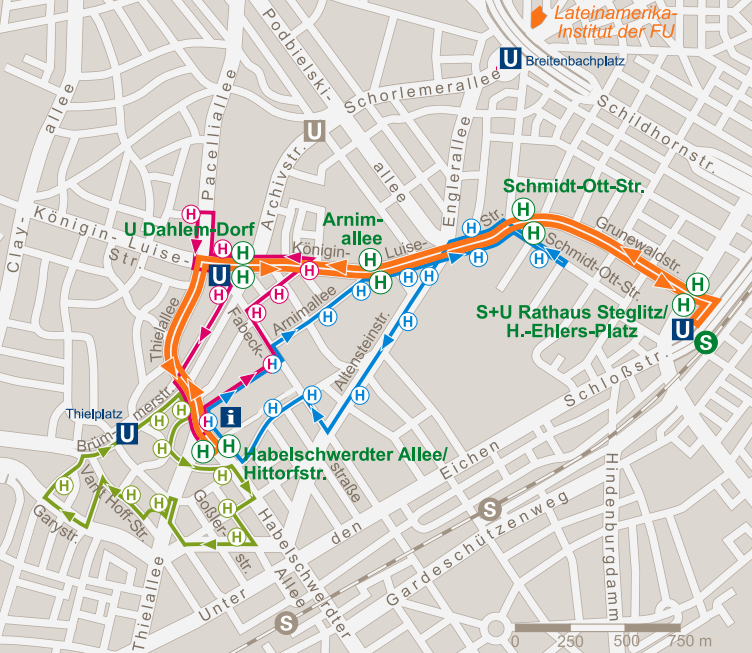 Lateinamerika-
Institut der FU
U
Breitenbachplatz
Podbielski-
allee
Schorlemerallee
Schildhornstr.
Clay-
allee
Pacelliallee
Archivstr.
U
Englerallee
Schmidt-Ott-Str.
H
H
Grunewaldstr.
Schmidt-Ott-Str.
H
H
U Dahlem-Dorf
H
H
H
H
U
Königin-
Luise-
Str.
Arnim-
allee
H
H
Königin-
Luise-
Str.
H
H
H
H
S+U Rathaus Steglitz/
H.-Ehlers-Platz
H
H
U
S
Thielallee
H
H
H
H
Fabeck-
straße
Arnimallee
H
H
Altensteinstr.
H
H
H
H
H
Schloßstr.
Thielplatz
U
Brümmerstr.
H
H
i
H
H
H
Habelschwerdter Allee/
Hittorfstr.
H
H
H
H
H
H
H
Van't-Hoff-Str.
Garystr.
Goßler-
str.
Habelschwerdter
Allee
Thielallee
Unter
den
Eichen
S
S
Gardeschützenweg
Hindenburgdamm
0
250
500
750 m